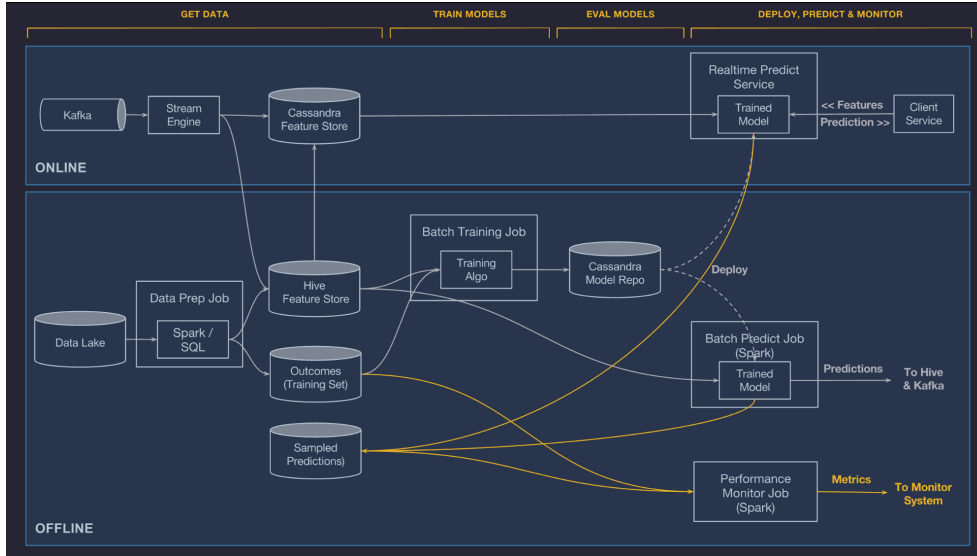 GET DATA
TRAIN MODELS
EVAL MODELS
DEPLOY, PREDICT & MONITOR
Kafka
Stream
Engine
Cassandra
Feature Store
Realtime Predict
Service
Trained
Model
<< Features
Prediction >>
Client
Service
ONLINE
Data Lake
Data Prep Job
Spark /
SQL
Hive
Feature Store
Outcomes
(Training Set)
Sampled
Predictions)
Batch Training Job
Training
Algo
Cassandra
Model Repo
Deploy
Batch Predict Job
(Spark)
Trained
Model
Predictions
To Hive
& Kafka
Performance
Monitor Job
(Spark)
Metrics
To Monitor
System
OFFLINE